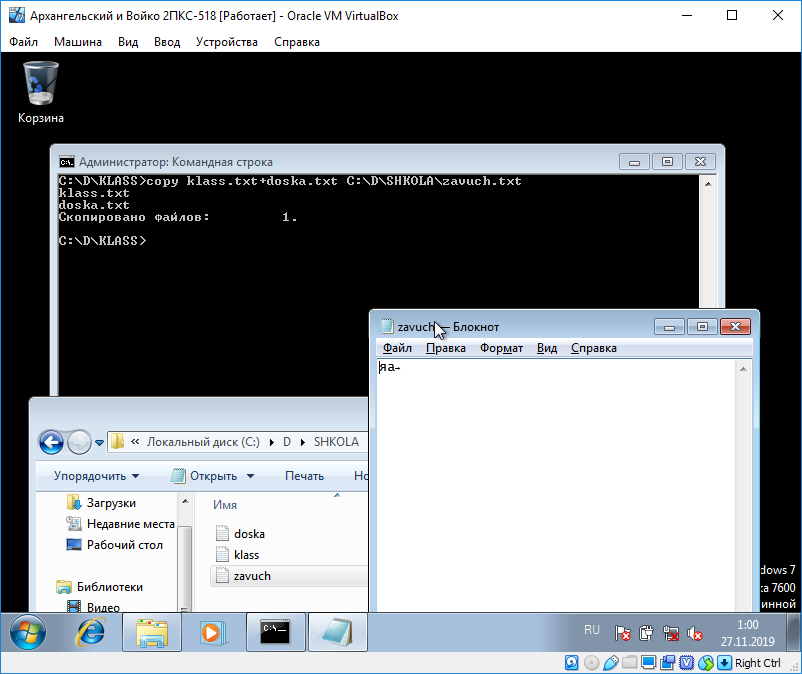 Архангельский и Войко 2ПКС-518 [Работает] - Oracle VM VirtualBox
Файл Машина Вид Ввод Устройства Справка
Корзина
Администратор: Командная строка
C:\D\KLASS>copy klass.txt+doska.txt C:\D\SHKOLA\zavuch.txt
klass.txt
doska.txt
Скопировано файлов: 1.
C:\D\KLASS>
zavuch — Блокнот
Файл Правка Формат Вид Справка
яа→
« Локальный диск (C:) ▸ D ▸ SHKOLA
Упорядочить Открыть Печать Но
Загрузки
Недавние места
Рабочий стол
Библиотеки
Видео
Имя
doska
klass
zavuch
dows 7
ка 7600
инной
RU
1:00
27.11.2019
Right Ctrl